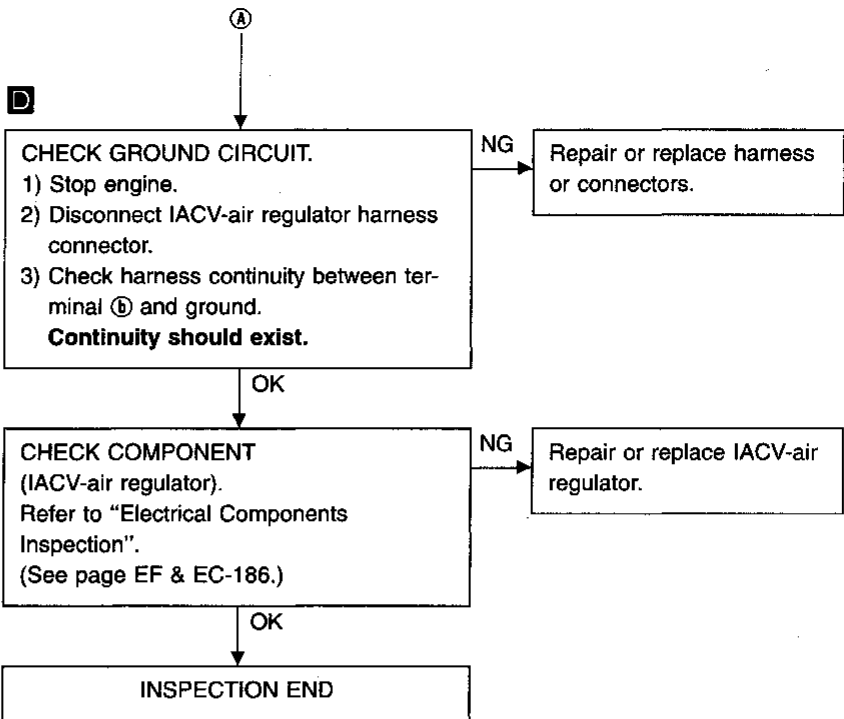 Ⓐ
D
CHECK GROUND CIRCUIT.
1) Stop engine.
2) Disconnect IACV-air regulator harness
connector.
3) Check harness continuity between ter-
minal ⓑ and ground.
Continuity should exist.
NG
Repair or replace harness
or connectors.
OK
CHECK COMPONENT
(IACV-air regulator).
Refer to “Electrical Components
Inspection”.
(See page EF & EC-186.)
NG
Repair or replace IACV-air
regulator.
OK
INSPECTION END